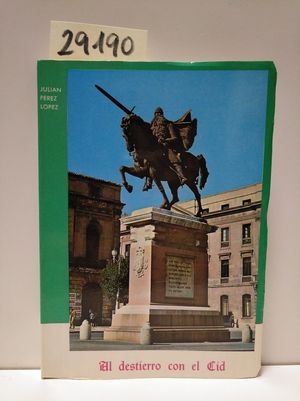 29190
JULIAN
PEREZ
LOPEZ
Al destierro con el Cid